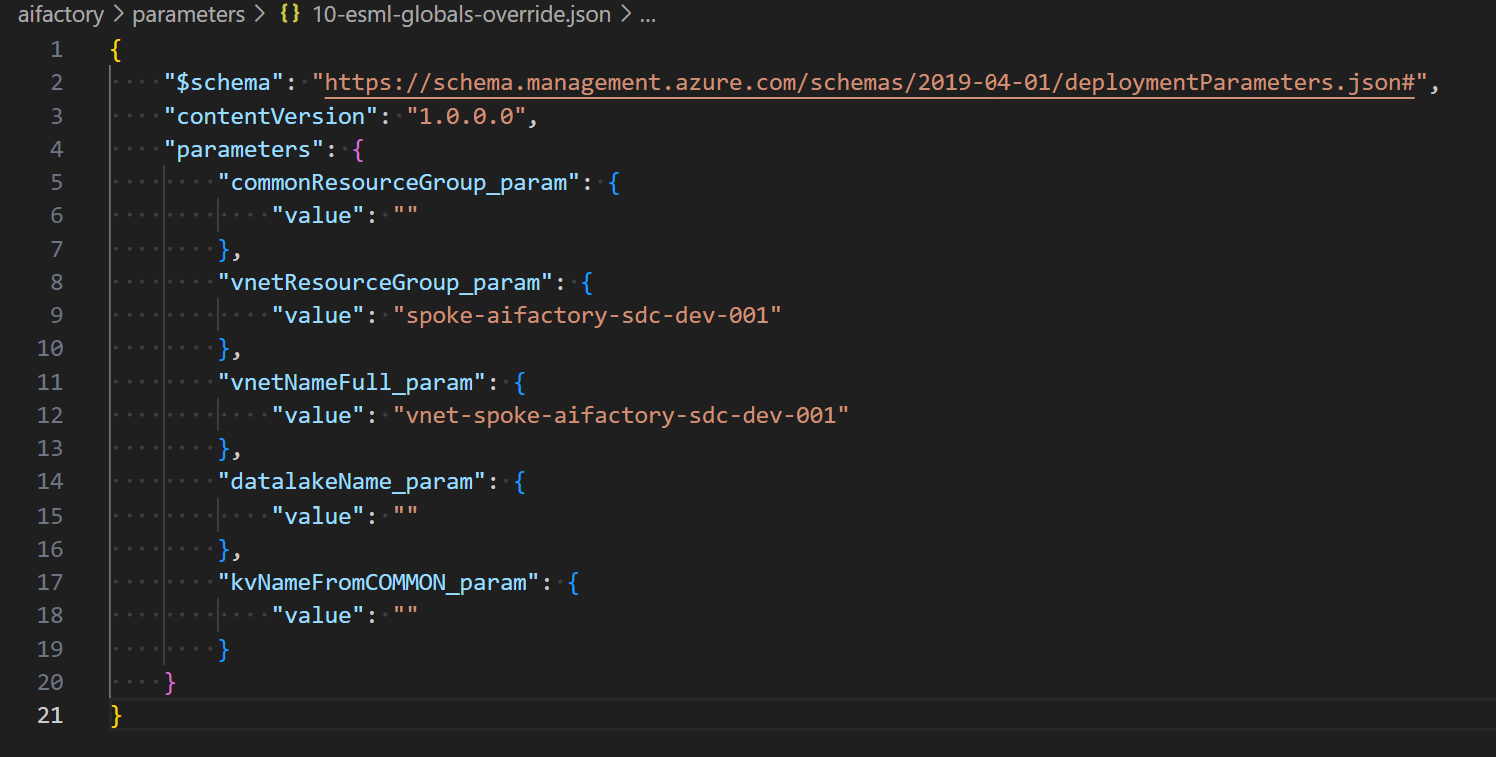 aifactory > parameters > {} 10-esml-globals-override.json > ...
1 {
2 "$schema": "https://schema.management.azure.com/schemas/2019-04-01/deploymentParameters.json#",
3 "contentVersion": "1.0.0.0",
4 "parameters": {
5 "commonResourceGroup_param": {
6 "value": ""
7 },
8 "vnetResourceGroup_param": {
9 "value": "spoke-aifactory-sdc-dev-001"
10 },
11 "vnetNameFull_param": {
12 "value": "vnet-spoke-aifactory-sdc-dev-001"
13 },
14 "datalakeName_param": {
15 "value": ""
16 },
17 "kvNameFromCOMMON_param": {
18 "value": ""
19 }
20 }
21 }